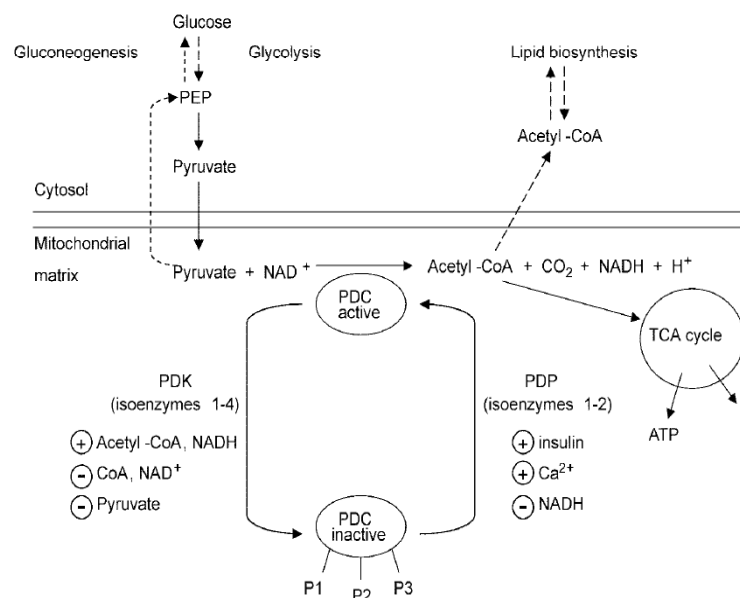 Glucose
Gluconeogenesis
Glycolysis
PEP
Pyruvate
Cytosol
Lipid biosynthesis
Acetyl -CoA
Mitochondrial
matrix
Pyruvate + NAD +
Acetyl -CoA + CO2 + NADH + H+
PDC
active
TCA cycle
ATP
PDK
(isoenzymes 1-4)
+ Acetyl -CoA, NADH
- CoA, NAD+
- Pyruvate
PDP
(isoenzymes 1-2)
+ insulin
+ Ca2+
- NADH
PDC
inactive
P1 P2 P3